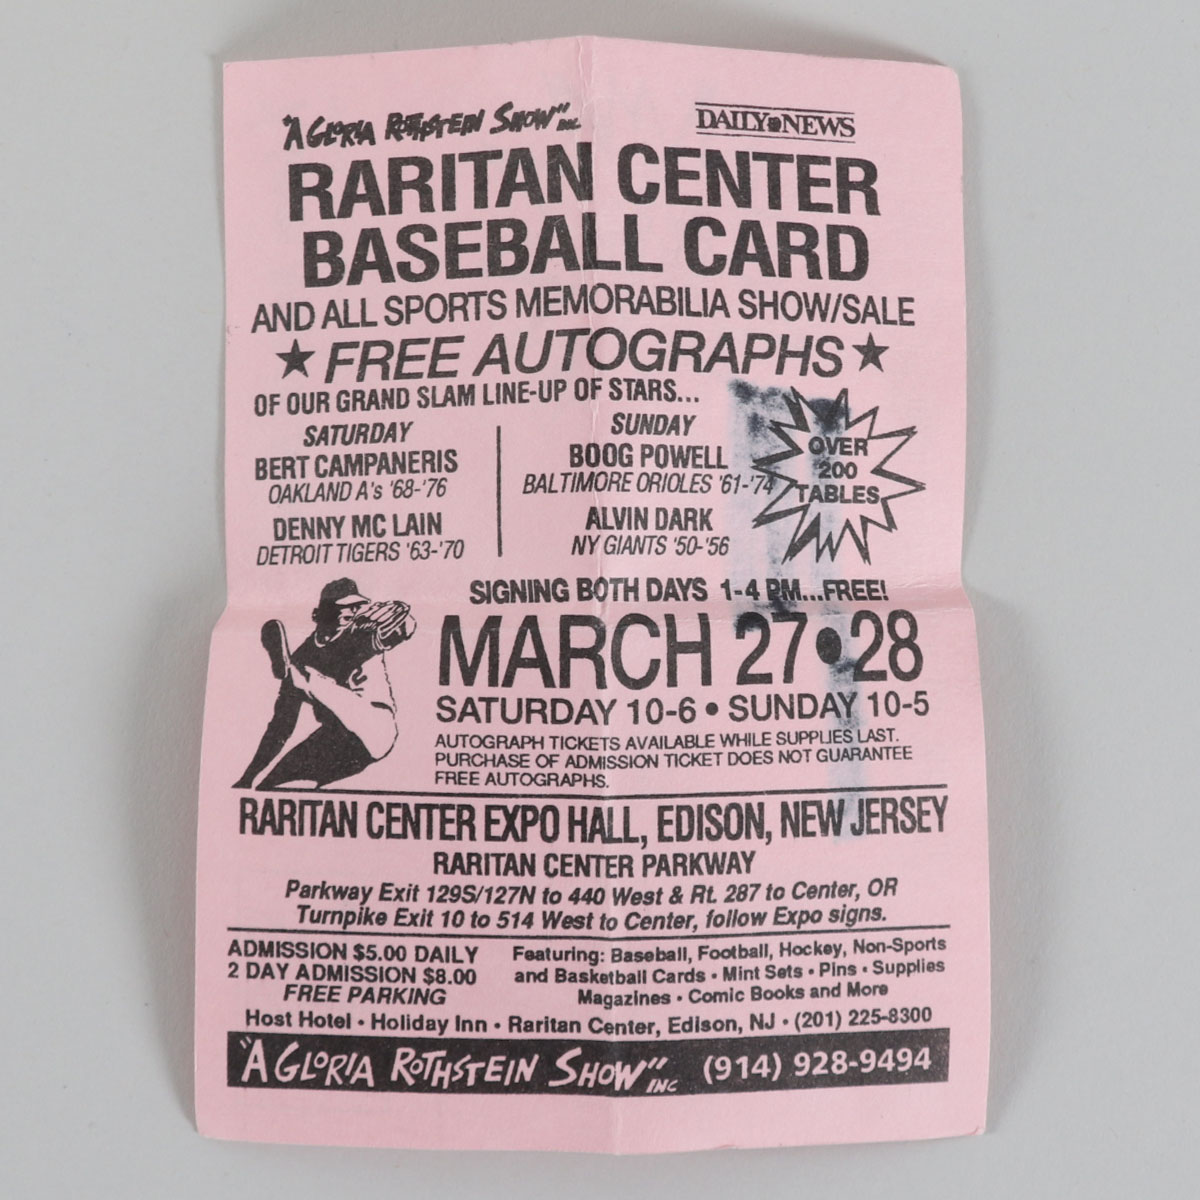 "A GLORIA ROTHSTEIN SHOW" INC.
DAILY NEWS
RARITAN CENTER
BASEBALL CARD
AND ALL SPORTS MEMORABILIA SHOW/SALE
★ FREE AUTOGRAPHS ★
OF OUR GRAND SLAM LINE-UP OF STARS...
SATURDAY
BERT CAMPANERIS
OAKLAND A's '68-'76
DENNY MC LAIN
DETROIT TIGERS '63-'70
SUNDAY
BOOG POWELL
BALTIMORE ORIOLES '61-'74
ALVIN DARK
NY GIANTS '50-'56
OVER
200
TABLES
SIGNING BOTH DAYS 1-4 PM...FREE!
MARCH 27•28
SATURDAY 10-6 • SUNDAY 10-5
AUTOGRAPH TICKETS AVAILABLE WHILE SUPPLIES LAST.
PURCHASE OF ADMISSION TICKET DOES NOT GUARANTEE
FREE AUTOGRAPHS.
RARITAN CENTER EXPO HALL, EDISON, NEW JERSEY
RARITAN CENTER PARKWAY
Parkway Exit 129S/127N to 440 West & Rt. 287 to Center, OR
Turnpike Exit 10 to 514 West to Center, follow Expo signs.
ADMISSION $5.00 DAILY
2 DAY ADMISSION $8.00
FREE PARKING
Featuring: Baseball, Football, Hockey, Non-Sports
and Basketball Cards • Mint Sets • Pins • Supplies
Magazines • Comic Books and More
Host Hotel • Holiday Inn • Raritan Center, Edison, NJ • (201) 225-8300
"A GLORIA ROTHSTEIN SHOW" INC (914) 928-9494